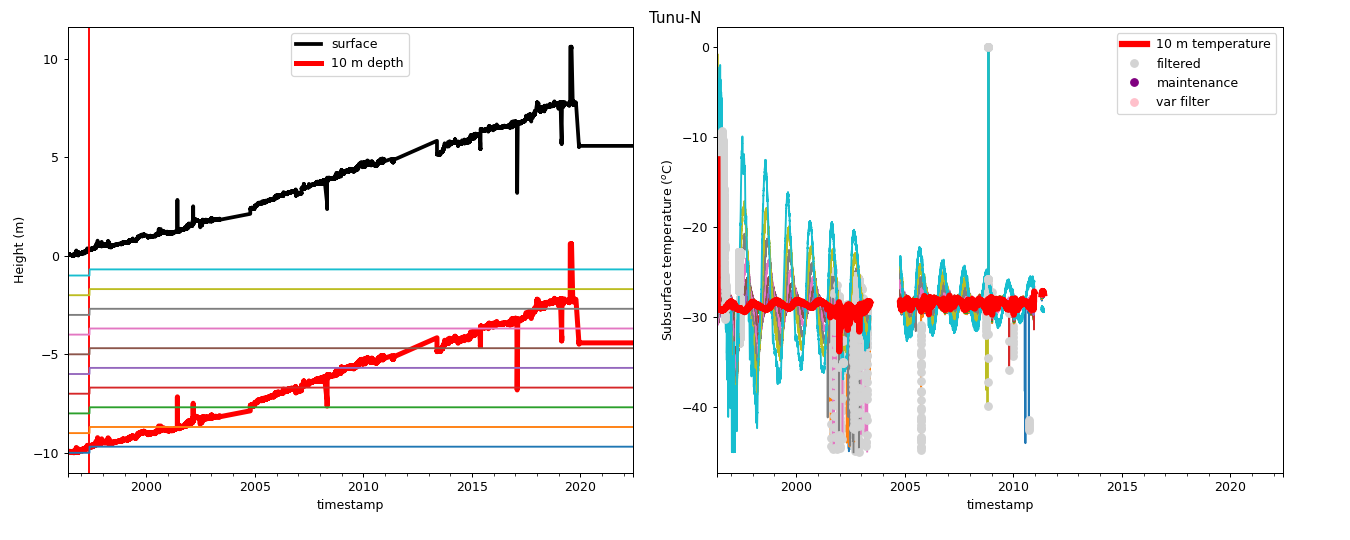 Tunu-N
surface
10 m depth
10
5
0
−5
−10
Height (m)
2000
2005
2010
2015
2020
timestamp
10 m temperature
filtered
maintenance
var filter
0
−10
−20
−30
−40
Subsurface temperature (°C)
2000
2005
2010
2015
2020
timestamp